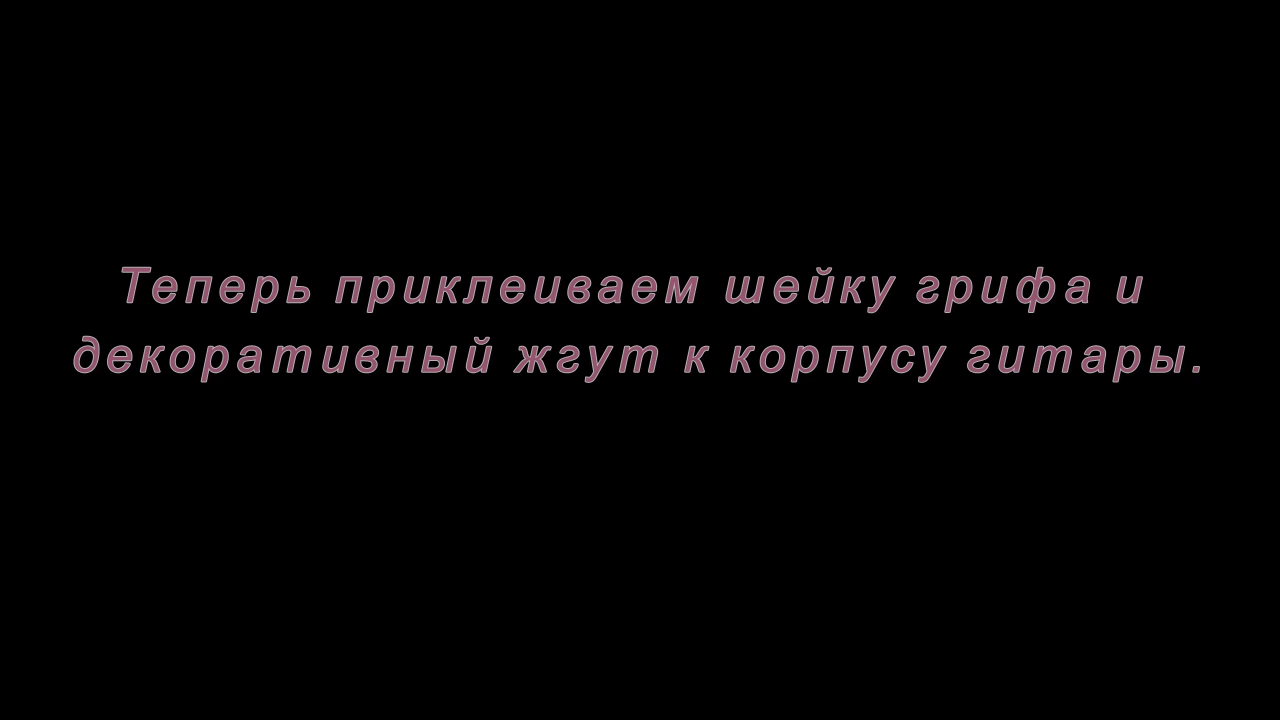 Теперь приклеиваем шейку грифа и
декоративный жгут к корпусу гитары.